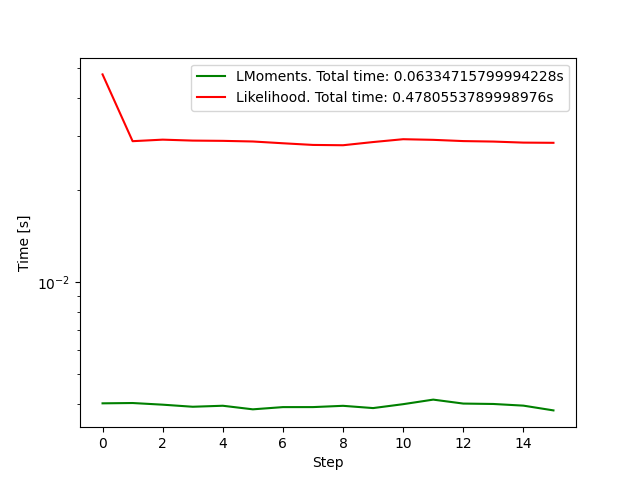 LMoments. Total time: 0.06334715799994228s
Likelihood. Total time: 0.4780553789998976s
Time [s]
10⁻²
0 2 4 6 8 10 12 14
Step